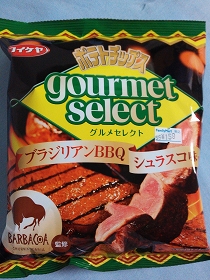 コイケヤ
ポテトチップス
gourmet
select
グルメセレクト
FamilyMart
ブラジリアンBBQ
シュラスコ味
BARBACOA
監修